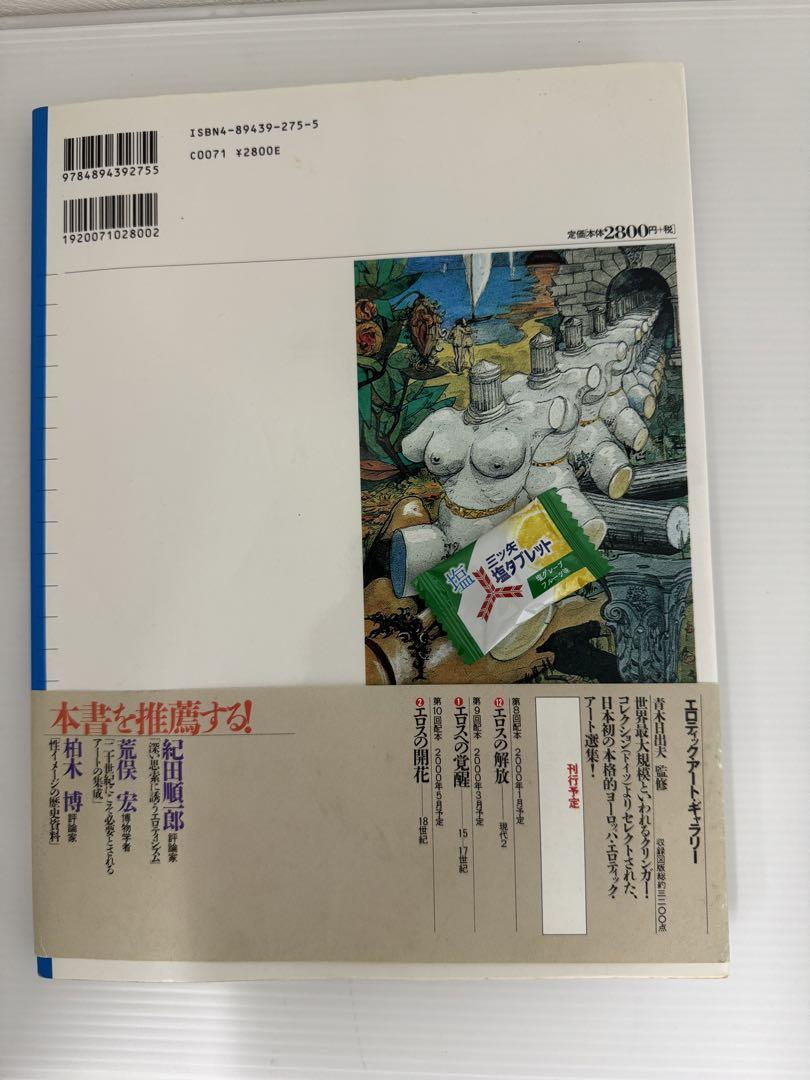 ISBN4-89439-275-5
C0071 ¥2800E
9784894392755
1920071028002
定価[本体2800円+税]
塩
三ツ矢
塩タブレット
塩グレープ
フルーツ味
エロティック・アート・ギャラリー
青木日出夫 監修
収録図版総約三二〇〇点
世界最大規模といわれるクリンガー・
コレクション(ドイツ)よりセレクトされた、
日本初の本格的ヨーロッパ・エロティック・
アート選集!
刊行予定
第8回配本 2000年1月予定
⑫エロスの解放——現代2
第9回配本 2000年3月予定
①エロスへの覚醒——15—17世紀
第10回配本 2000年5月予定
②エロスの開花——18世紀
本書を推薦する!
紀田順一郎 評論家
「深い思索に誘うエロティシズム」
荒俣 宏 博物学者
「二十世紀にこそ必要とされる
アートの集成」
柏木 博 評論家
「性イメージの歴史資料」